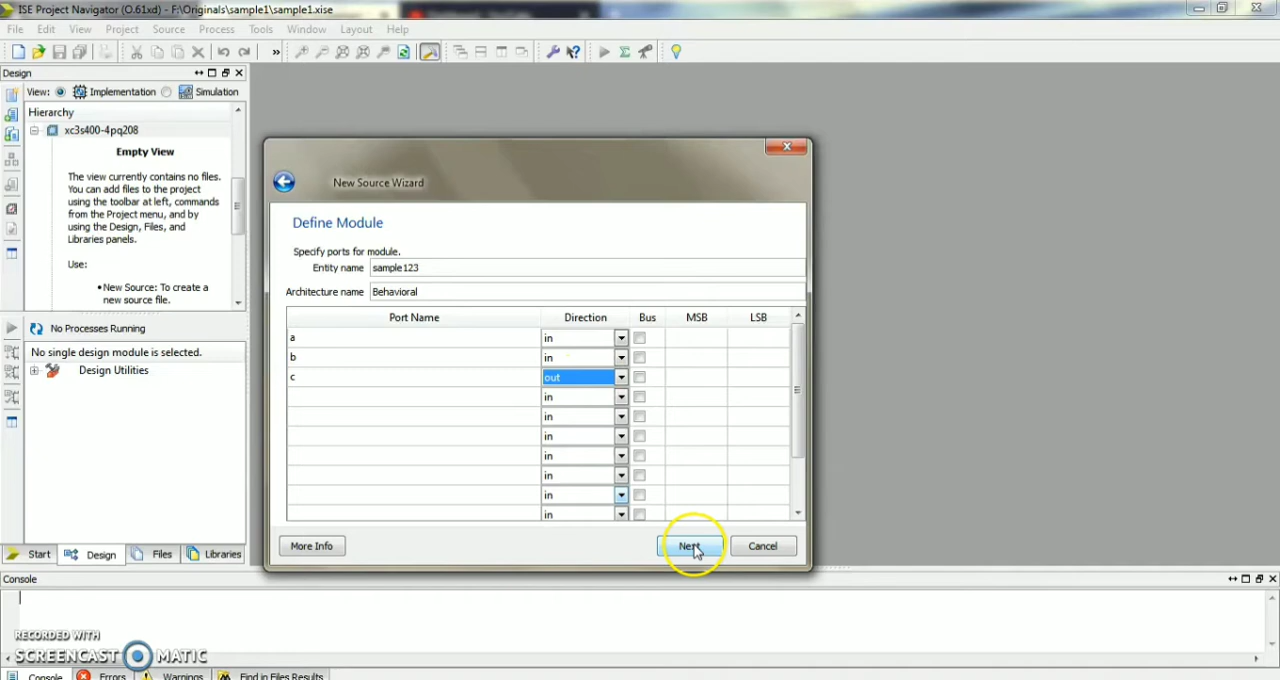 ISE Project Navigator (O.61xd) - F:\Originals\sample1\sample1.xise
File Edit View Project Source Process Tools Window Layout Help
»
Design
View: Implementation Simulation
Hierarchy
xc3s400-4pq208
Empty View
The view currently contains no files.
You can add files to the project
using the toolbar at left, commands
from the Project menu, and by
using the Design, Files, and
Libraries panels.
Use:
•New Source: To create a
new source file.
No Processes Running
No single design module is selected.
Design Utilities
Start Design Files Libraries
New Source Wizard
Define Module
Specify ports for module.
Entity name sample123
Architecture name Behavioral
Port Name Direction Bus MSB LSB
a in
b in
c out
in
in
in
in
in
in
in
More Info Next Cancel
Console
RECORDED WITH
SCREENCAST MATIC
Console Errors Warnings Find in Files Results